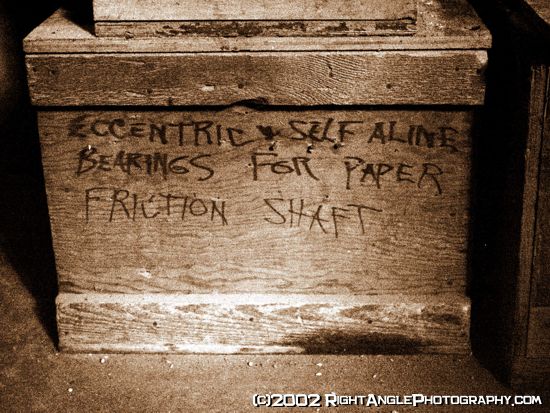 ECCENTRIC & SELF ALINE
BEARINGS FOR PAPER
FRICTION SHAFT
(C)2002 RIGHTANGLEPHOTOGRAPHY.COM